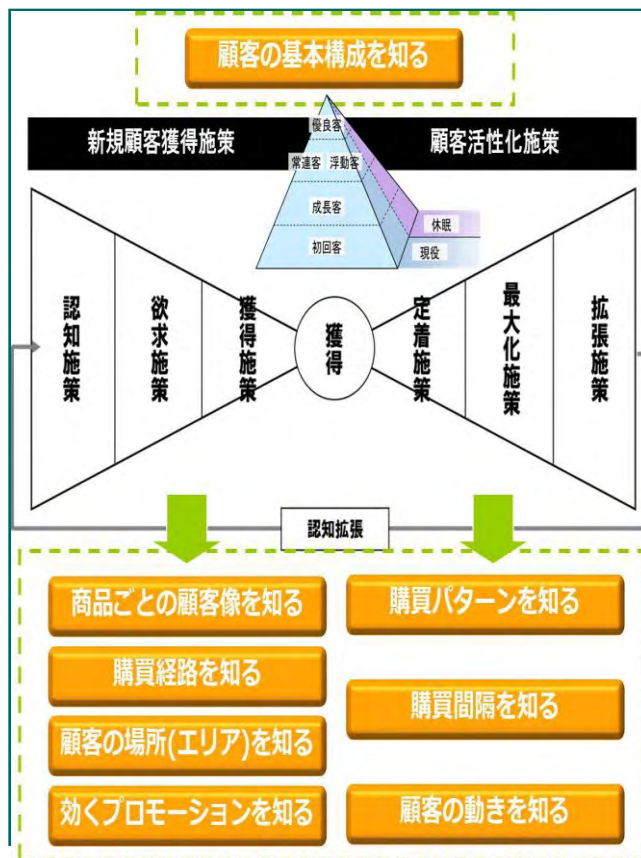 顧客の基本構成を知る
新規顧客獲得施策
顧客活性化施策
優良客
常連客
浮動客
成長客
初回客
休眠
現役
認知施策
欲求施策
獲得施策
獲得
定着施策
最大化施策
拡張施策
認知拡張
商品ごとの顧客像を知る
購買経路を知る
顧客の場所(エリア)を知る
効くプロモーションを知る
購買パターンを知る
購買間隔を知る
顧客の動きを知る